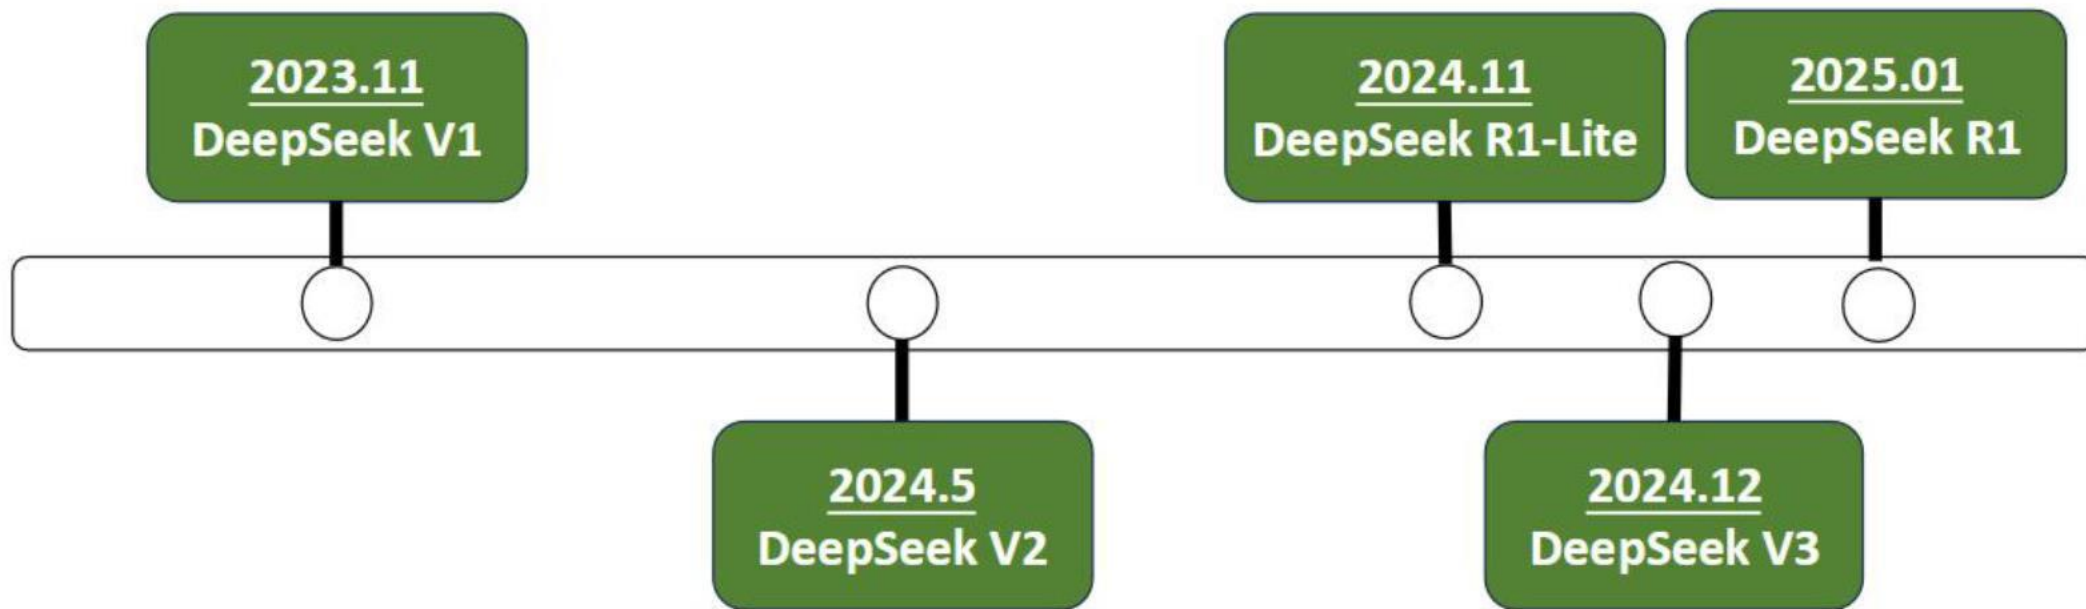 2023.11
DeepSeek V1
2024.11
DeepSeek R1-Lite
2025.01
DeepSeek R1
2024.5
DeepSeek V2
2024.12
DeepSeek V3